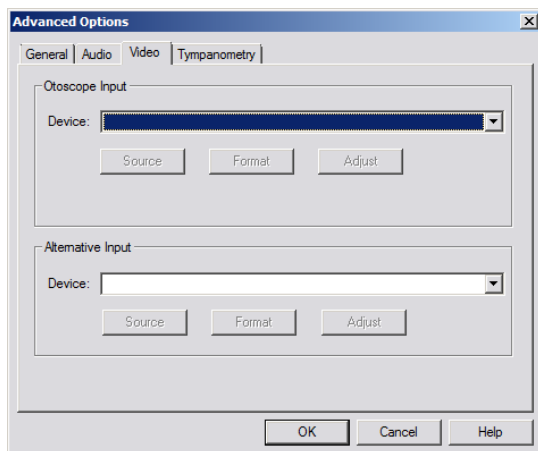 Advanced Options
General Audio Video Tympanometry
Otoscope Input
Device:
Source Format Adjust
Alternative Input
Device:
Source Format Adjust
OK Cancel Help